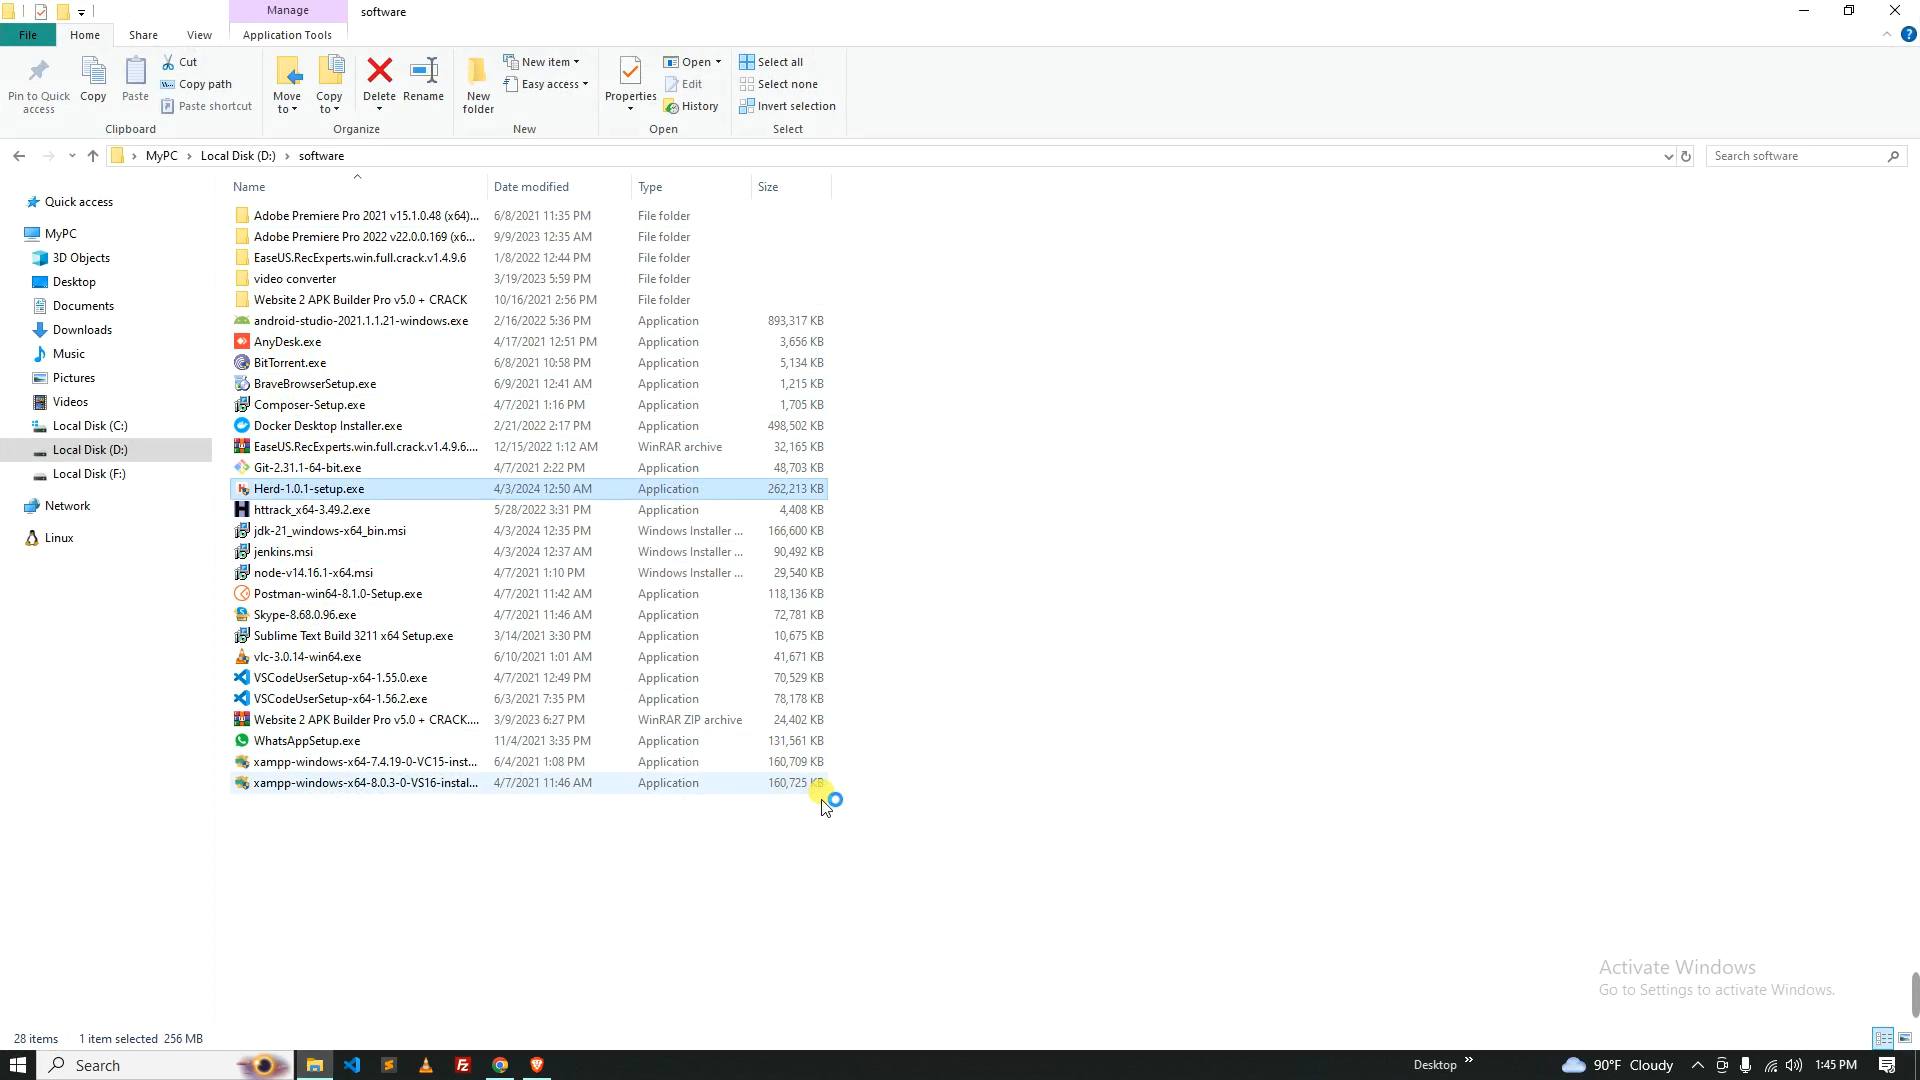 Manage
software
File
Home
Share
View
Application Tools
Pin to Quick access
Copy
Paste
Cut
Copy path
Paste shortcut
Clipboard
Move to
Copy to
Delete
Rename
Organize
New folder
New item
Easy access
New
Properties
Open
Edit
History
Open
Select all
Select none
Invert selection
Select
MyPC > Local Disk (D:) > software
Search software
Name Date modified Type Size
Quick access
MyPC
3D Objects
Desktop
Documents
Downloads
Music
Pictures
Videos
Local Disk (C:)
Local Disk (D:)
Local Disk (F:)
Network
Linux
Adobe Premiere Pro 2021 v15.1.0.48 (x64)... 6/8/2021 11:35 PM File folder
Adobe Premiere Pro 2022 v22.0.0.169 (x6... 9/9/2023 12:35 AM File folder
EaseUS.RecExperts.win.full.crack.v1.4.9.6 1/8/2022 12:44 PM File folder
video converter 3/19/2023 5:59 PM File folder
Website 2 APK Builder Pro v5.0 + CRACK 10/16/2021 2:56 PM File folder
android-studio-2021.1.1.21-windows.exe 2/16/2022 5:36 PM Application 893,317 KB
AnyDesk.exe 4/17/2021 12:51 PM Application 3,656 KB
BitTorrent.exe 6/8/2021 10:58 PM Application 5,134 KB
BraveBrowserSetup.exe 6/9/2021 12:41 AM Application 1,215 KB
Composer-Setup.exe 4/7/2021 1:16 PM Application 1,705 KB
Docker Desktop Installer.exe 2/21/2022 2:17 PM Application 498,502 KB
EaseUS.RecExperts.win.full.crack.v1.4.9.6.... 12/15/2022 1:12 AM WinRAR archive 32,165 KB
Git-2.31.1-64-bit.exe 4/7/2021 2:22 PM Application 48,703 KB
Herd-1.0.1-setup.exe 4/3/2024 12:50 AM Application 262,213 KB
httrack_x64-3.49.2.exe 5/28/2022 3:31 PM Application 4,408 KB
jdk-21_windows-x64_bin.msi 4/3/2024 12:35 PM Windows Installer ... 166,600 KB
jenkins.msi 4/3/2024 12:37 AM Windows Installer ... 90,492 KB
node-v14.16.1-x64.msi 4/7/2021 1:10 PM Windows Installer ... 29,540 KB
Postman-win64-8.1.0-Setup.exe 4/7/2021 11:42 AM Application 118,136 KB
Skype-8.68.0.96.exe 4/7/2021 11:46 AM Application 72,781 KB
Sublime Text Build 3211 x64 Setup.exe 3/14/2021 3:30 PM Application 10,675 KB
vlc-3.0.14-win64.exe 6/10/2021 1:01 AM Application 41,671 KB
VSCodeUserSetup-x64-1.55.0.exe 4/7/2021 12:49 PM Application 70,529 KB
VSCodeUserSetup-x64-1.56.2.exe 6/3/2021 7:35 PM Application 78,178 KB
Website 2 APK Builder Pro v5.0 + CRACK.... 3/9/2023 6:27 PM WinRAR ZIP archive 24,402 KB
WhatsAppSetup.exe 11/4/2021 3:35 PM Application 131,561 KB
xampp-windows-x64-7.4.19-0-VC15-inst... 6/4/2021 1:08 PM Application 160,709 KB
xampp-windows-x64-8.0.3-0-VS16-instal... 4/7/2021 11:46 AM Application 160,725 KB
Activate Windows
Go to Settings to activate Windows.
28 items 1 item selected 256 MB
Search
Desktop
90°F Cloudy
1:45 PM